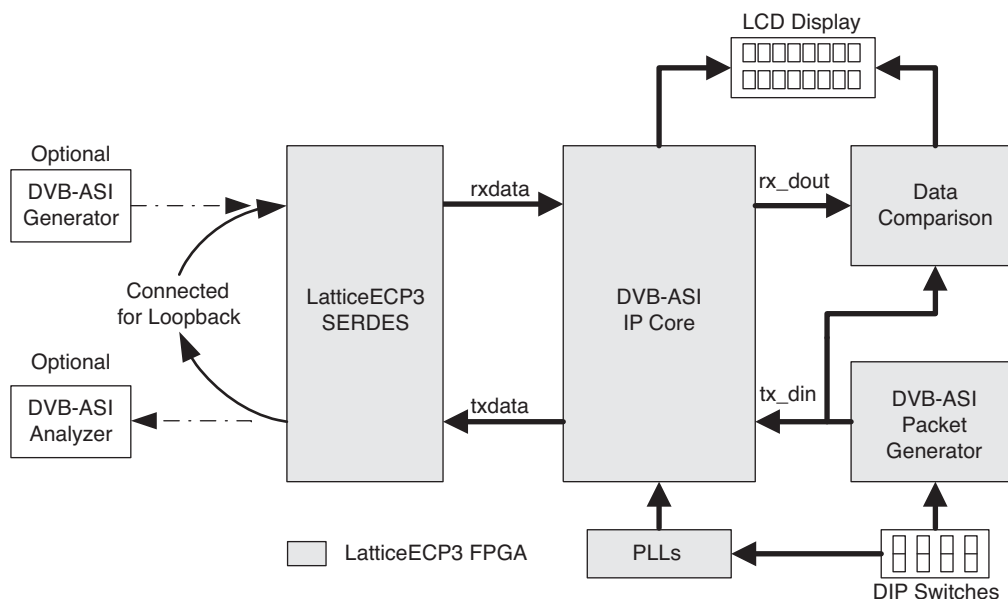 LCD Display
Optional
DVB-ASI
Generator
rxdata
rx_dout
Data
Comparison
Connected
for Loopback
LatticeECP3
SERDES
DVB-ASI
IP Core
Optional
DVB-ASI
Analyzer
txdata
tx_din
DVB-ASI
Packet
Generator
LatticeECP3 FPGA
PLLs
DIP Switches